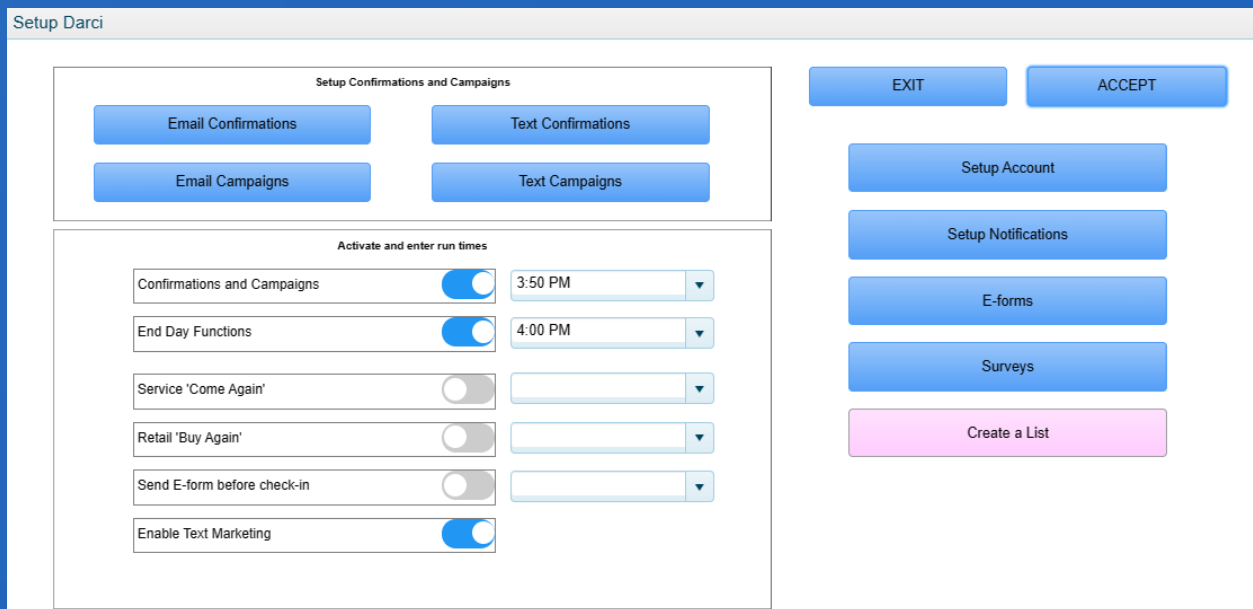 Setup Darci
Setup Confirmations and Campaigns
Email Confirmations
Text Confirmations
Email Campaigns
Text Campaigns
EXIT
ACCEPT
Setup Account
Setup Notifications
E-forms
Surveys
Create a List
Activate and enter run times
Confirmations and Campaigns
3:50 PM
End Day Functions
4:00 PM
Service 'Come Again'
Retail 'Buy Again'
Send E-form before check-in
Enable Text Marketing